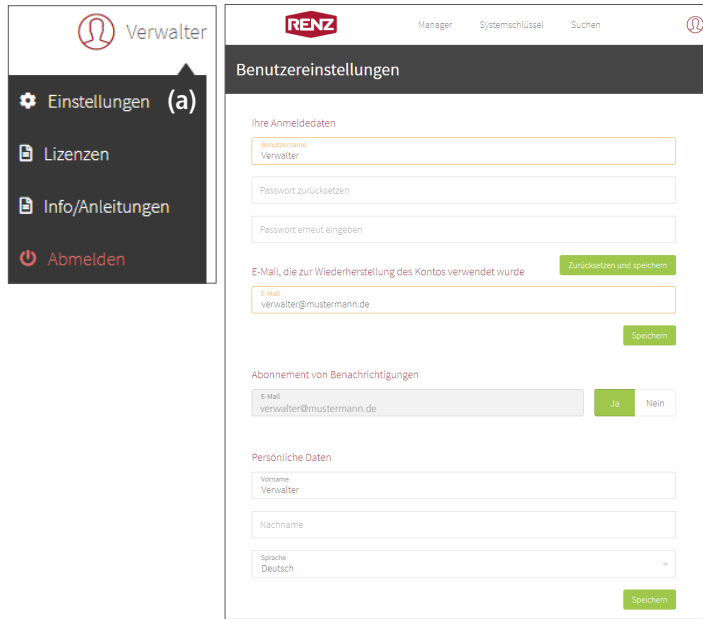 Verwalter
Einstellungen (a)
Lizenzen
Info/Anleitungen
Abmelden
RENZ
Manager Systemschlüssel Suchen
Benutzereinstellungen
Ihre Anmeldedaten
Benutzername
Verwalter
Passwort zurücksetzen
Passwort erneut eingeben
Zurücksetzen und speichern
E-Mail, die zur Wiederherstellung des Kontos verwendet wurde
E-Mail
verwalter@mustermann.de
Speichern
Abonnement von Benachrichtigungen
E-Mail
verwalter@mustermann.de
Ja Nein
Persönliche Daten
Vorname
Verwalter
Nachname
Sprache
Deutsch
Speichern